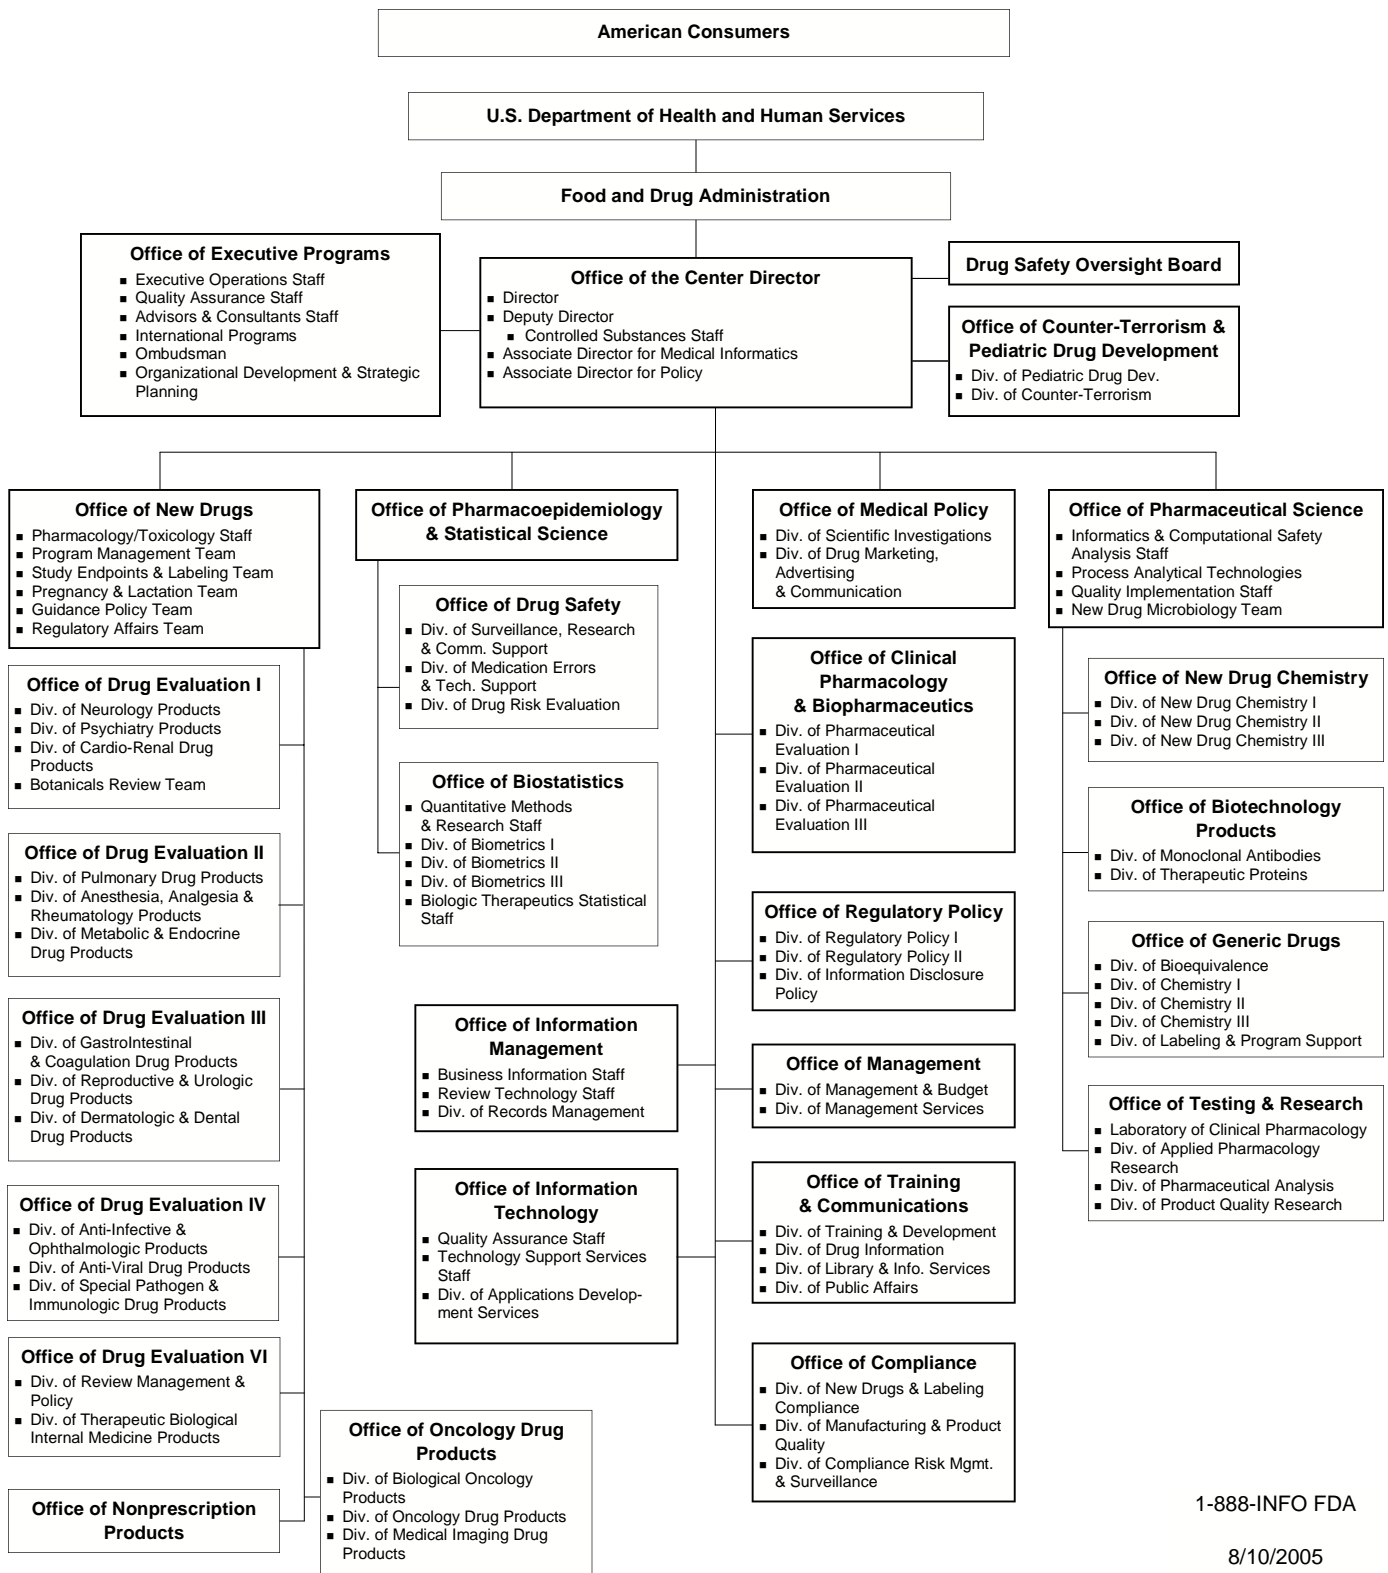 American Consumers
U.S. Department of Health and Human Services
Food and Drug Administration
Office of Executive Programs
■ Executive Operations Staff
■ Quality Assurance Staff
■ Advisors & Consultants Staff
■ International Programs
■ Ombudsman
■ Organizational Development & Strategic
Planning
Office of the Center Director
■ Director
■ Deputy Director
■ Controlled Substances Staff
■ Associate Director for Medical Informatics
■ Associate Director for Policy
Drug Safety Oversight Board
Office of Counter-Terrorism &
Pediatric Drug Development
■ Div. of Pediatric Drug Dev.
■ Div. of Counter-Terrorism
Office of New Drugs
■ Pharmacology/Toxicology Staff
■ Program Management Team
■ Study Endpoints & Labeling Team
■ Pregnancy & Lactation Team
■ Guidance Policy Team
■ Regulatory Affairs Team
Office of Drug Evaluation I
■ Div. of Neurology Products
■ Div. of Psychiatry Products
■ Div. of Cardio-Renal Drug
Products
■ Botanicals Review Team
Office of Drug Evaluation II
■ Div. of Pulmonary Drug Products
■ Div. of Anesthesia, Analgesia &
Rheumatology Products
■ Div. of Metabolic & Endocrine
Drug Products
Office of Drug Evaluation III
■ Div. of GastroIntestinal
& Coagulation Drug Products
■ Div. of Reproductive & Urologic
Drug Products
■ Div. of Dermatologic & Dental
Drug Products
Office of Drug Evaluation IV
■ Div. of Anti-Infective &
Ophthalmologic Products
■ Div. of Anti-Viral Drug Products
■ Div. of Special Pathogen &
Immunologic Drug Products
Office of Drug Evaluation VI
■ Div. of Review Management &
Policy
■ Div. of Therapeutic Biological
Internal Medicine Products
Office of Nonprescription
Products
Office of Oncology Drug
Products
■ Div. of Biological Oncology
Products
■ Div. of Oncology Drug Products
■ Div. of Medical Imaging Drug
Products
Office of Pharmacoepidemiology
& Statistical Science
Office of Drug Safety
■ Div. of Surveillance, Research
& Comm. Support
■ Div. of Medication Errors
& Tech. Support
■ Div. of Drug Risk Evaluation
Office of Biostatistics
■ Quantitative Methods
& Research Staff
■ Div. of Biometrics I
■ Div. of Biometrics II
■ Div. of Biometrics III
■ Biologic Therapeutics Statistical
Staff
Office of Information
Management
■ Business Information Staff
■ Review Technology Staff
■ Div. of Records Management
Office of Information
Technology
■ Quality Assurance Staff
■ Technology Support Services
Staff
■ Div. of Applications Develop-
ment Services
Office of Medical Policy
■ Div. of Scientific Investigations
■ Div. of Drug Marketing,
Advertising
& Communication
Office of Clinical
Pharmacology
& Biopharmaceutics
■ Div. of Pharmaceutical
Evaluation I
■ Div. of Pharmaceutical
Evaluation II
■ Div. of Pharmaceutical
Evaluation III
Office of Regulatory Policy
■ Div. of Regulatory Policy I
■ Div. of Regulatory Policy II
■ Div. of Information Disclosure
Policy
Office of Management
■ Div. of Management & Budget
■ Div. of Management Services
Office of Training
& Communications
■ Div. of Training & Development
■ Div. of Drug Information
■ Div. of Library & Info. Services
■ Div. of Public Affairs
Office of Compliance
■ Div. of New Drugs & Labeling
Compliance
■ Div. of Manufacturing & Product
Quality
■ Div. of Compliance Risk Mgmt.
& Surveillance
Office of Pharmaceutical Science
■ Informatics & Computational Safety
Analysis Staff
■ Process Analytical Technologies
■ Quality Implementation Staff
■ New Drug Microbiology Team
Office of New Drug Chemistry
■ Div. of New Drug Chemistry I
■ Div. of New Drug Chemistry II
■ Div. of New Drug Chemistry III
Office of Biotechnology
Products
■ Div. of Monoclonal Antibodies
■ Div. of Therapeutic Proteins
Office of Generic Drugs
■ Div. of Bioequivalence
■ Div. of Chemistry I
■ Div. of Chemistry II
■ Div. of Chemistry III
■ Div. of Labeling & Program Support
Office of Testing & Research
■ Laboratory of Clinical Pharmacology
■ Div. of Applied Pharmacology
Research
■ Div. of Pharmaceutical Analysis
■ Div. of Product Quality Research
1-888-INFO FDA
8/10/2005